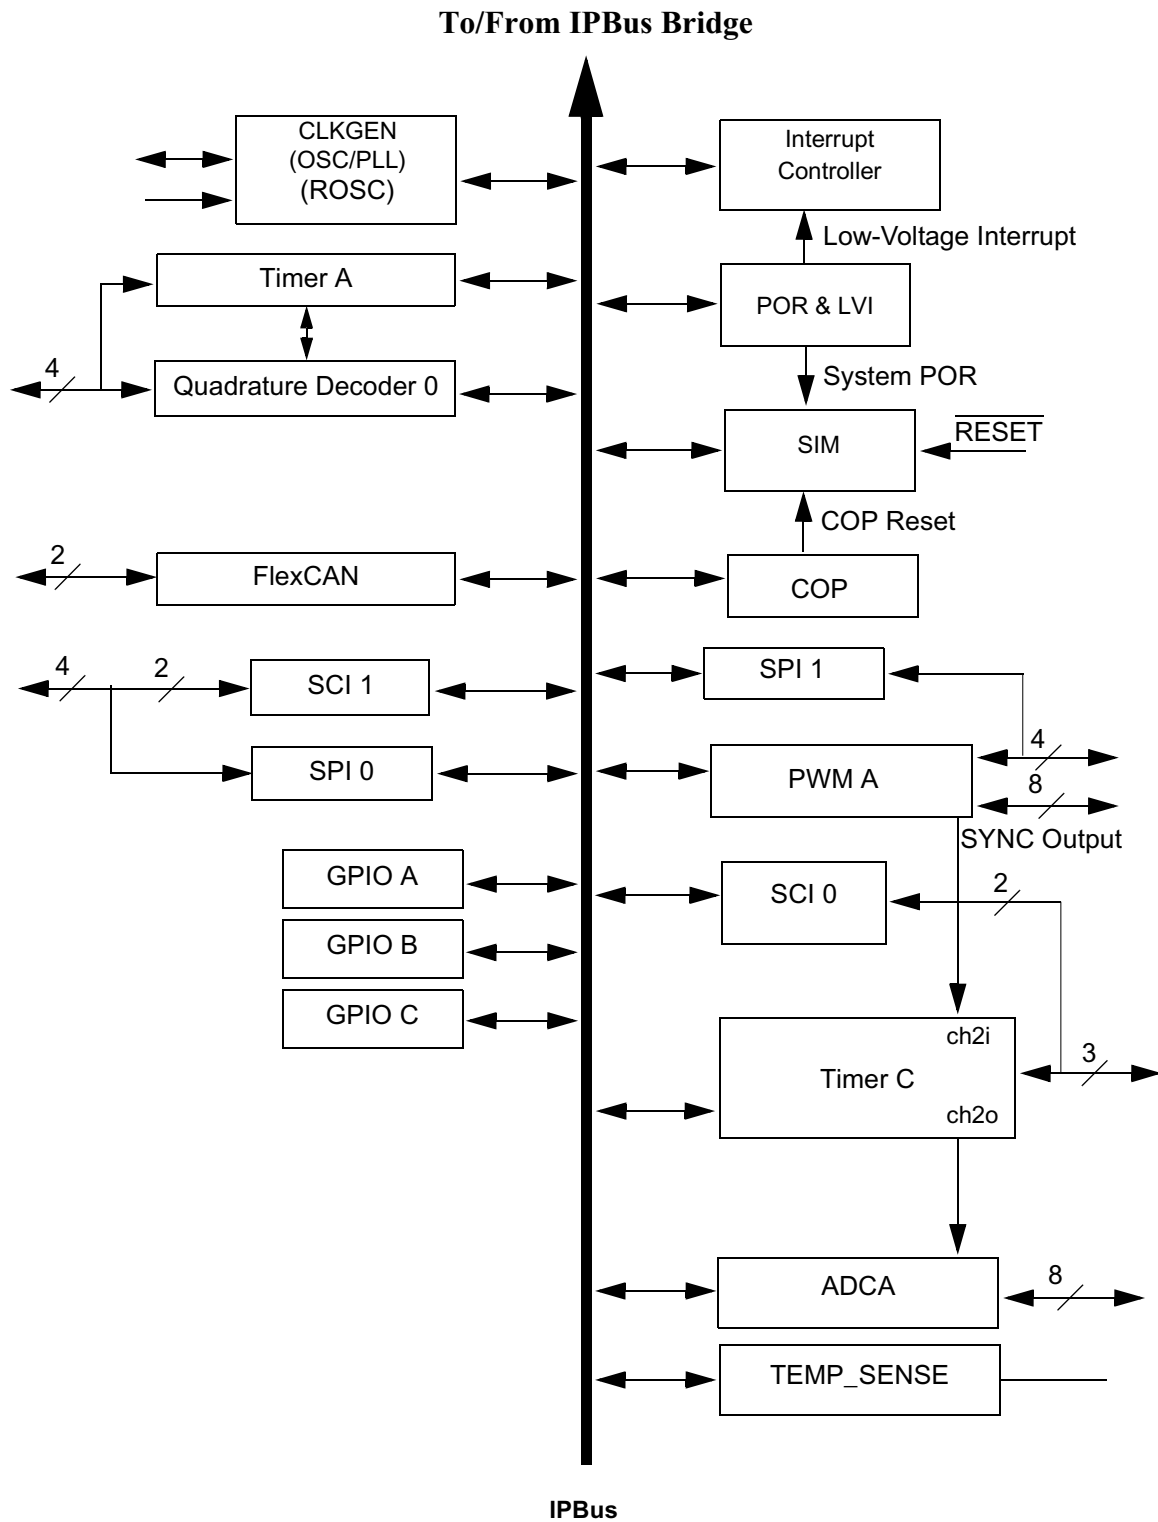 To/From IPBus Bridge
CLKGEN
(OSC/PLL)
(ROSC)
Timer A
4
Quadrature Decoder 0
2
FlexCAN
4
2
SCI 1
SPI 0
GPIO A
GPIO B
GPIO C
Interrupt
Controller
Low-Voltage Interrupt
POR & LVI
System POR
RESET
SIM
COP Reset
COP
SPI 1
4
PWM A
8
SYNC Output
SCI 0
2
ch2i
3
Timer C
ch2o
ADCA
8
TEMP_SENSE
IPBus